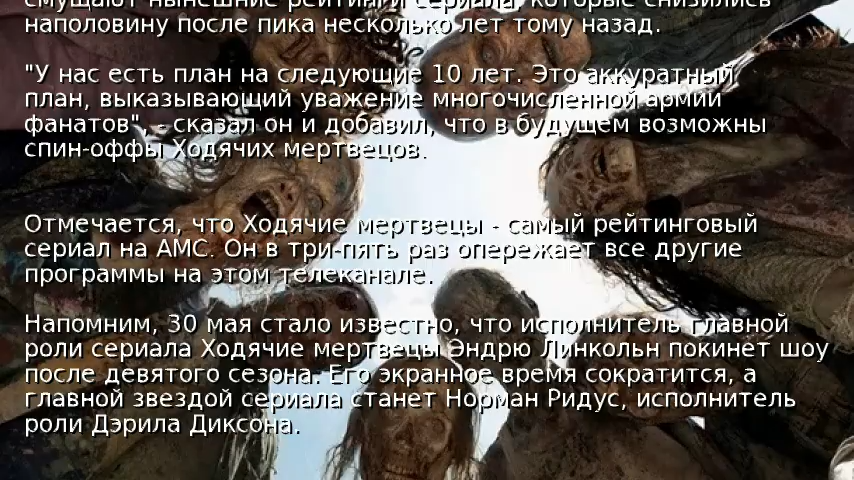 смущают нынешние рейтинги сериала, которые снизились
наполовину после пика несколько лет тому назад.
"У нас есть план на следующие 10 лет. Это аккуратный
план, выказывающий уважение многочисленной армии
фанатов", - сказал он и добавил, что в будущем возможны
спин-оффы Ходячих мертвецов.
Отмечается, что Ходячие мертвецы - самый рейтинговый
сериал на AMC. Он в три-пять раз опережает все другие
программы на этом телеканале.
Напомним, 30 мая стало известно, что исполнитель главной
роли сериала Ходячие мертвецы Эндрю Линкольн покинет шоу
после девятого сезона. Его экранное время сократится, а
главной звездой сериала станет Норман Ридус, исполнитель
роли Дэрила Диксона.